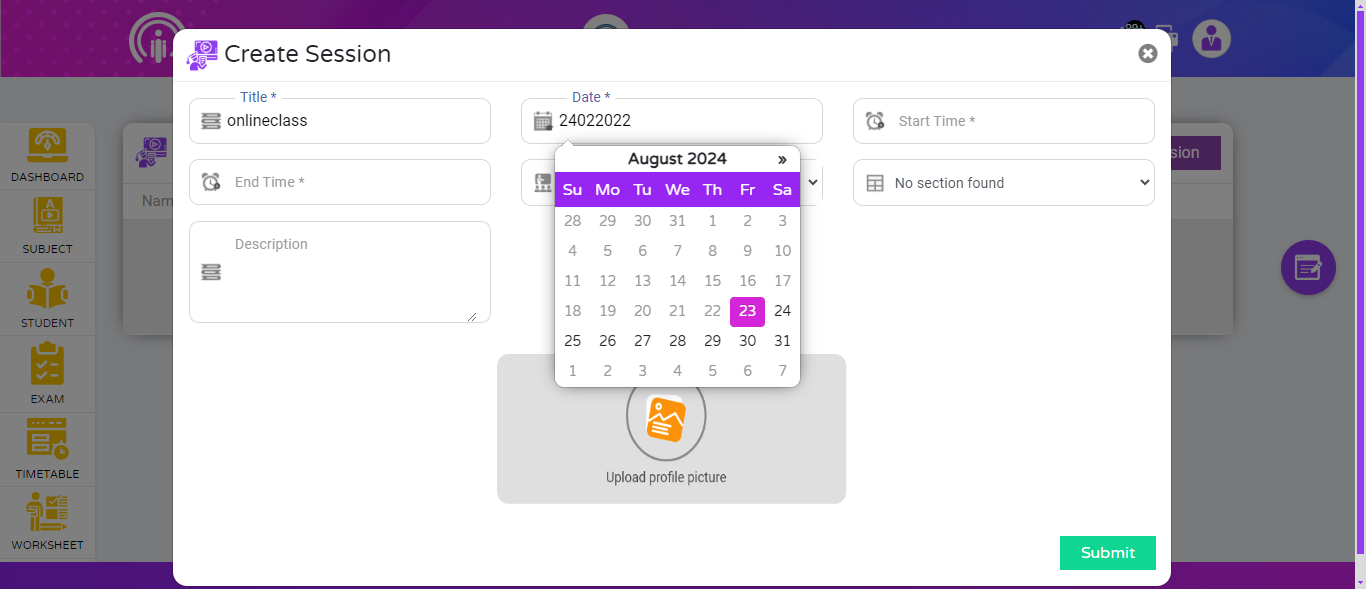 99+
Create Session
Title *
onlineclass
Date *
24022022
Start Time *
End Time *
No section found
Description
August 2024 »
Su Mo Tu We Th Fr Sa
28 29 30 31 1 2 3
4 5 6 7 8 9 10
11 12 13 14 15 16 17
18 19 20 21 22 23 24
25 26 27 28 29 30 31
1 2 3 4 5 6 7
Upload profile picture
Submit
DASHBOARD
SUBJECT
STUDENT
EXAM
TIMETABLE
WORKSHEET